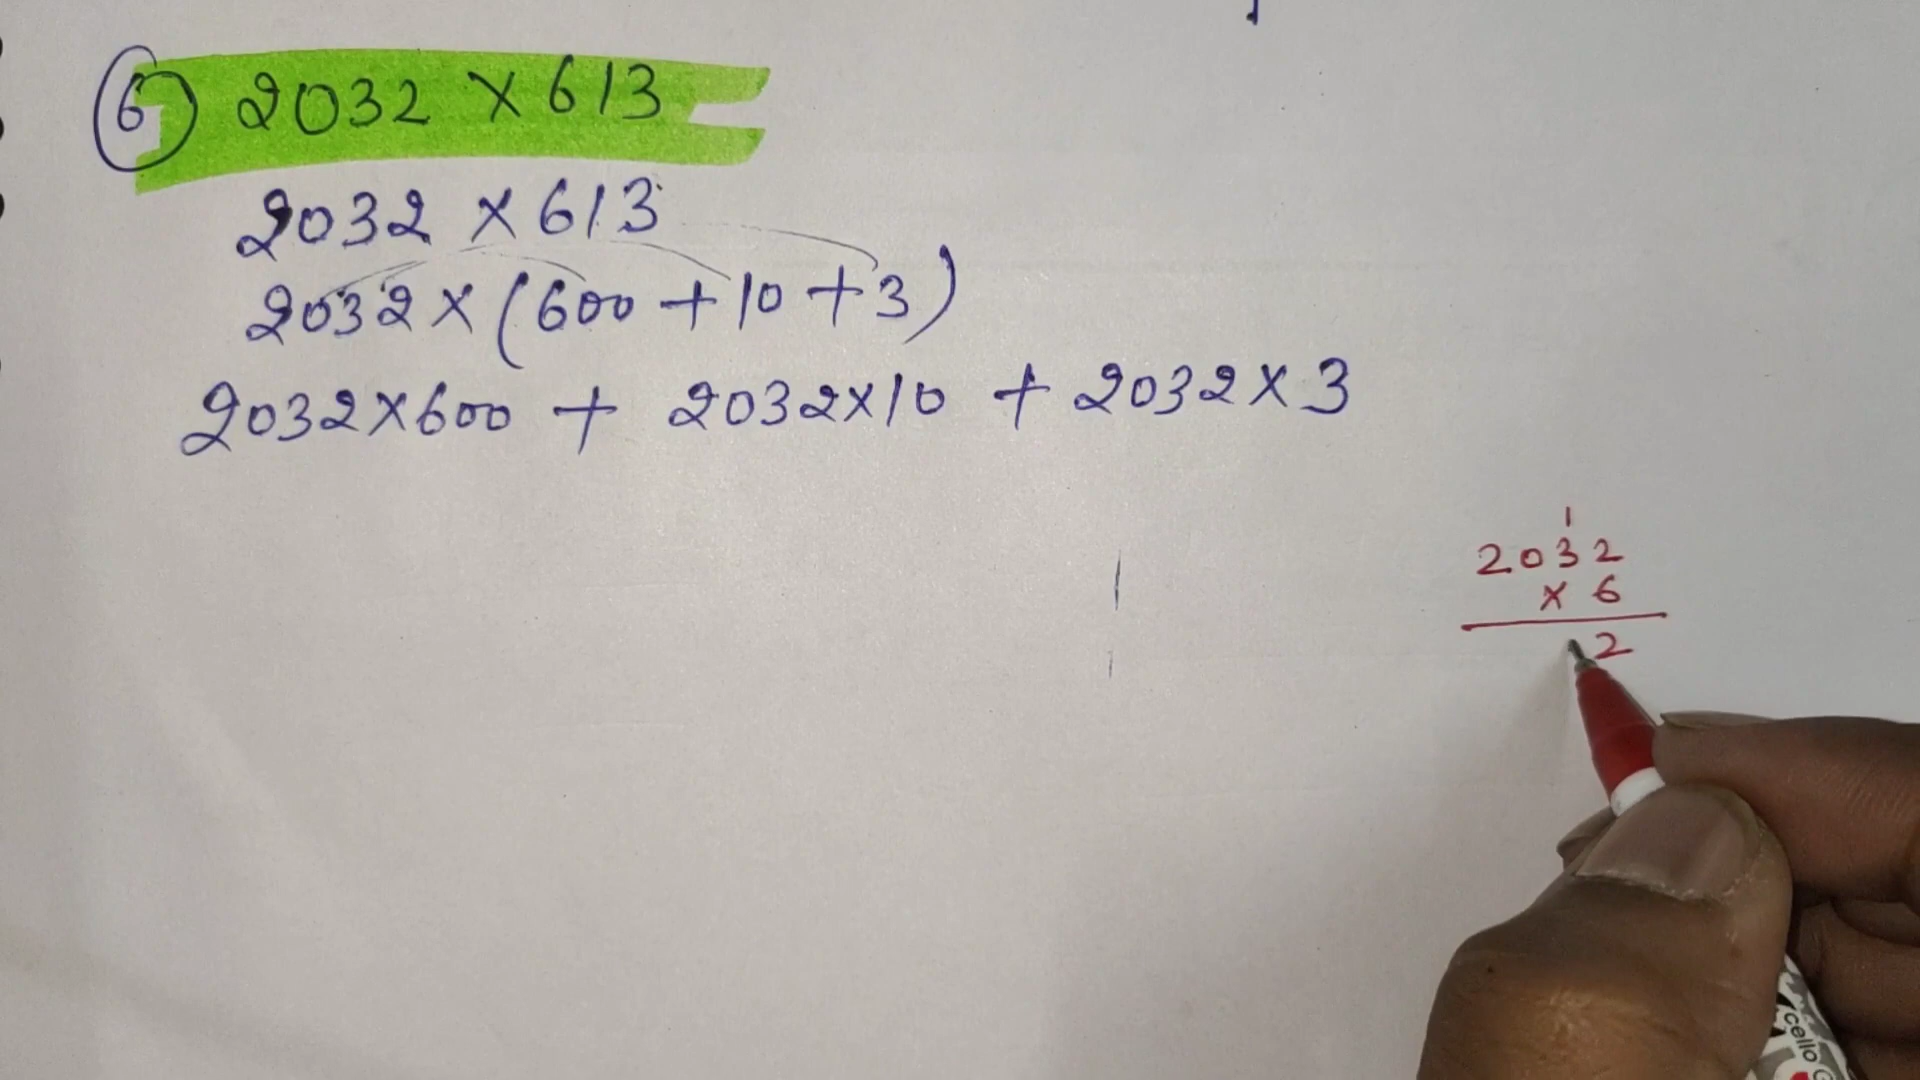 6 2032 × 613
2032 × 613
2032 × (600 + 10 + 3)
2032×600 + 2032×10 + 2032×3
1
2032
× 6
2
cello